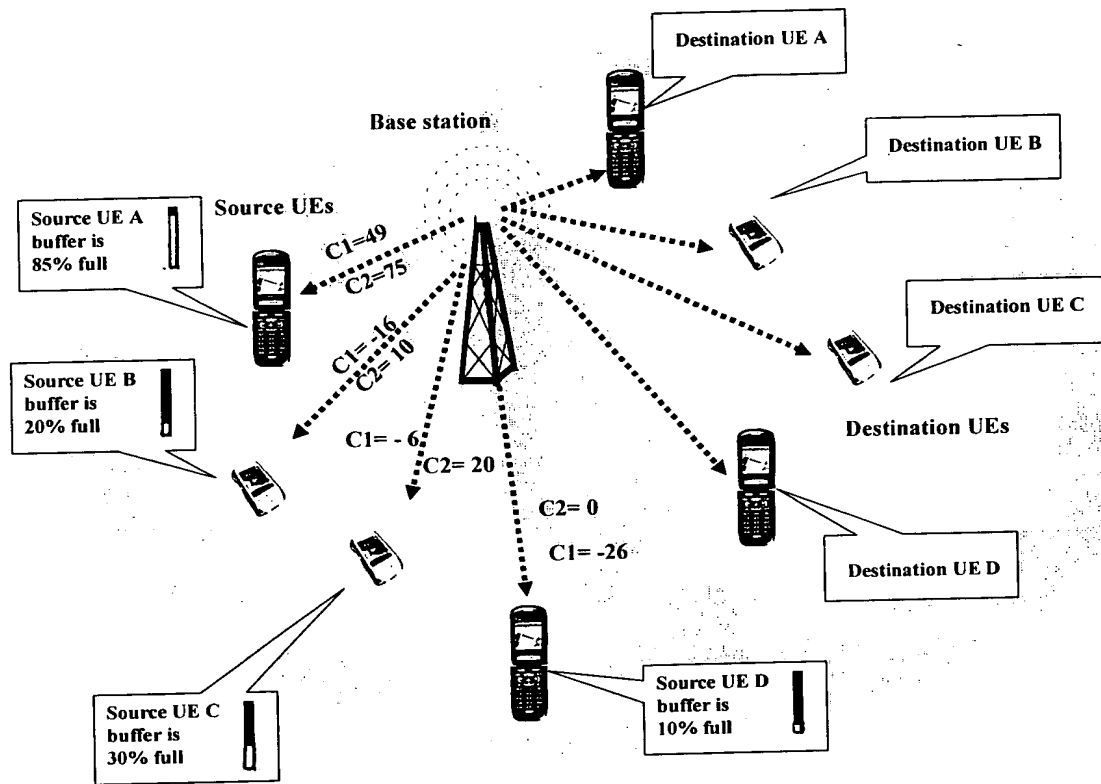 Destination UE A
Base station
Destination UE B
Source UE A
buffer is
85% full
Source UEs
C1=49
C2=75
Destination UE C
C1= -16
C2= 10
Source UE B
buffer is
20% full
C1= - 6
C2= 20
Destination UEs
C2= 0
C1= -26
Destination UE D
Source UE C
buffer is
30% full
Source UE D
buffer is
10% full